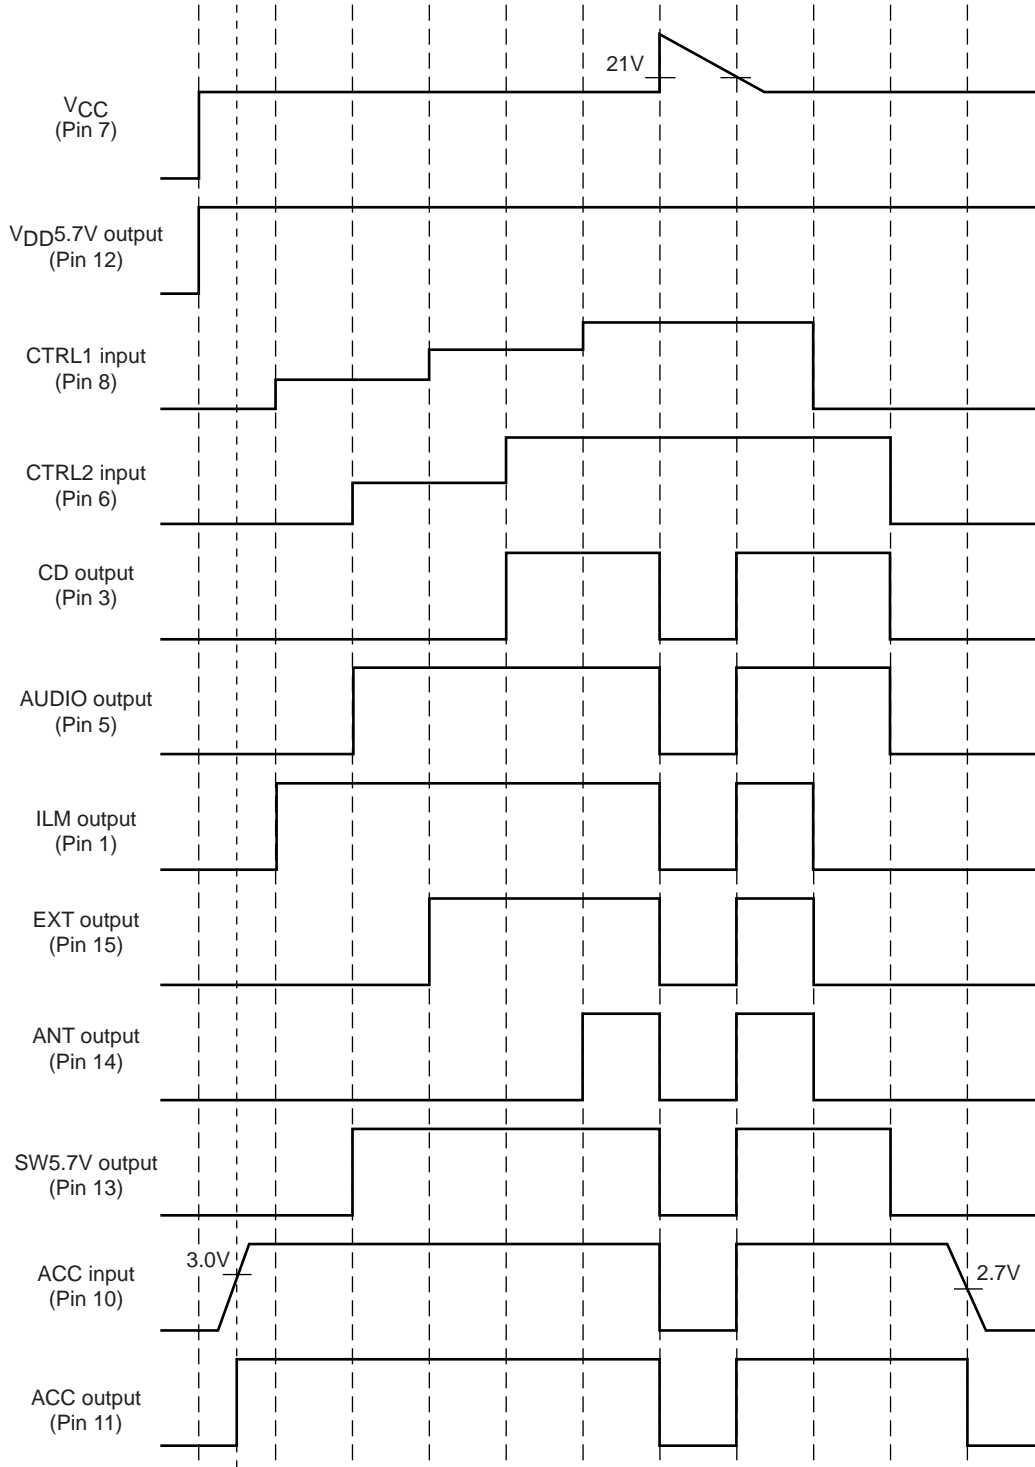 21V
VCC
(Pin 7)
VDD5.7V output
(Pin 12)
CTRL1 input
(Pin 8)
CTRL2 input
(Pin 6)
CD output
(Pin 3)
AUDIO output
(Pin 5)
ILM output
(Pin 1)
EXT output
(Pin 15)
ANT output
(Pin 14)
SW5.7V output
(Pin 13)
3.0V
ACC input
(Pin 10)
2.7V
ACC output
(Pin 11)